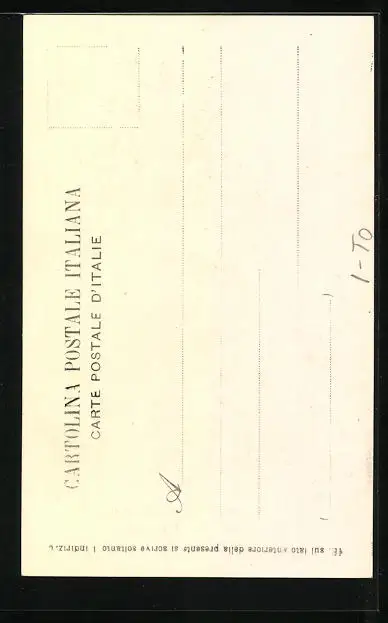 CARTOLINA POSTALE ITALIANA
CARTE POSTALE D'ITALIE
A
sul lato anteriore della presente si scrive soltanto l indirizzo
1-TO